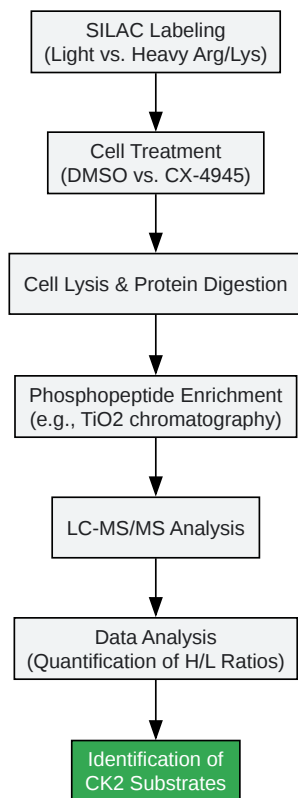 SILAC Labeling
(Light vs. Heavy Arg/Lys)
Cell Treatment
(DMSO vs. CX-4945)
Cell Lysis & Protein Digestion
Phosphopeptide Enrichment
(e.g., TiO2 chromatography)
LC-MS/MS Analysis
Data Analysis
(Quantification of H/L Ratios)
Identification of
CK2 Substrates